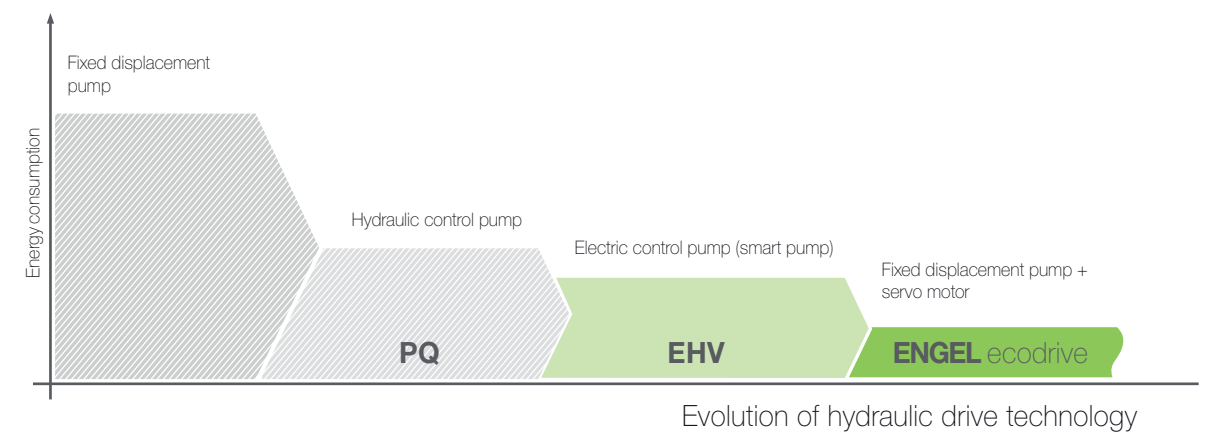 Fixed displacement
pump
Energy consumption
Hydraulic control pump
Electric control pump (smart pump)
Fixed displacement pump +
servo motor
PQ
EHV
ENGEL ecodrive
Evolution of hydraulic drive technology